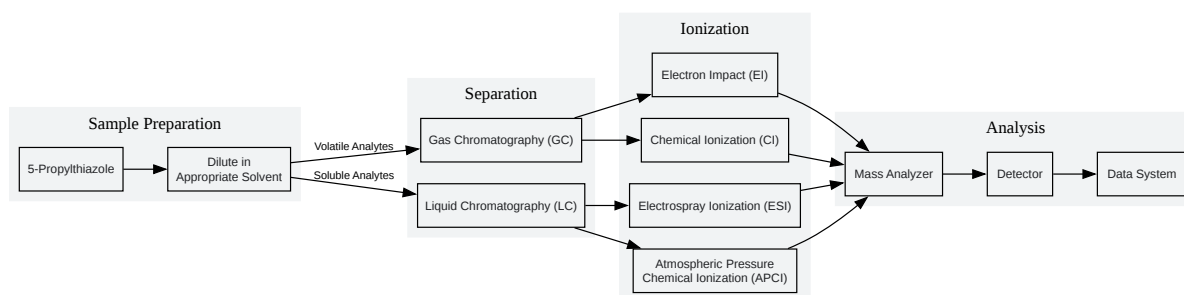 Sample Preparation
5-Propylthiazole
Dilute in
Appropriate Solvent
Volatile Analytes
Soluble Analytes
Separation
Gas Chromatography (GC)
Liquid Chromatography (LC)
Ionization
Electron Impact (EI)
Chemical Ionization (CI)
Electrospray Ionization (ESI)
Atmospheric Pressure
Chemical Ionization (APCI)
Analysis
Mass Analyzer
Detector
Data System